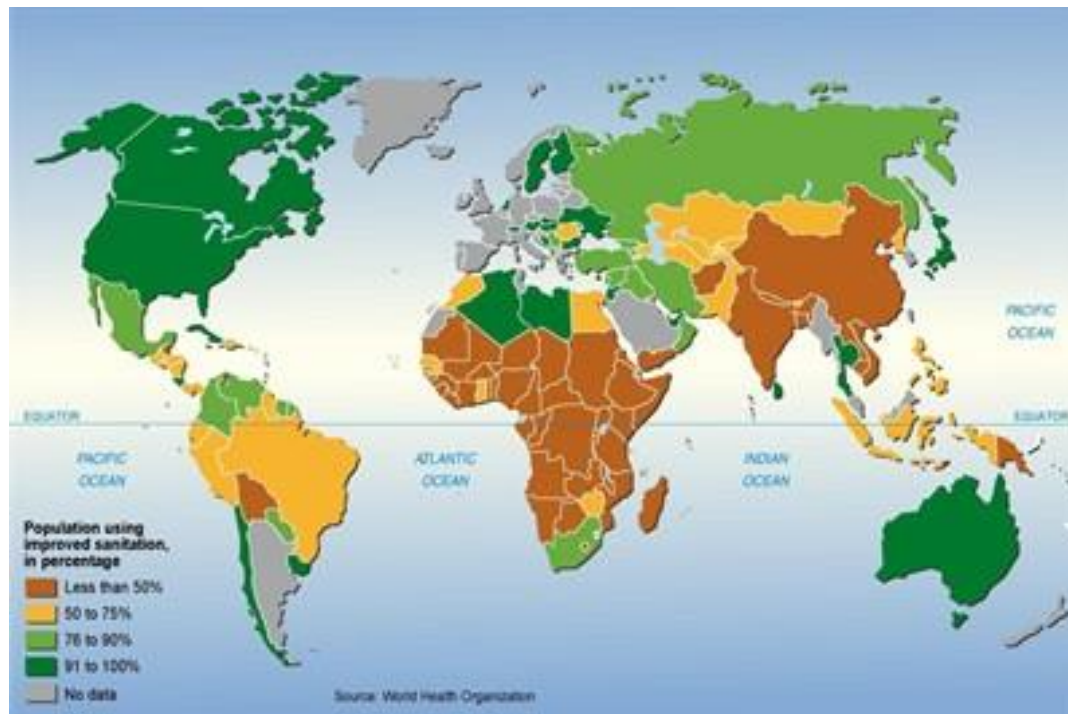 PACIFIC
OCEAN
EQUATOR
EQUATOR
PACIFIC
OCEAN
ATLANTIC
OCEAN
INDIAN
OCEAN
Population using
improved sanitation,
in percentage
Less than 50%
50 to 75%
76 to 90%
91 to 100%
No data
Source: World Health Organization